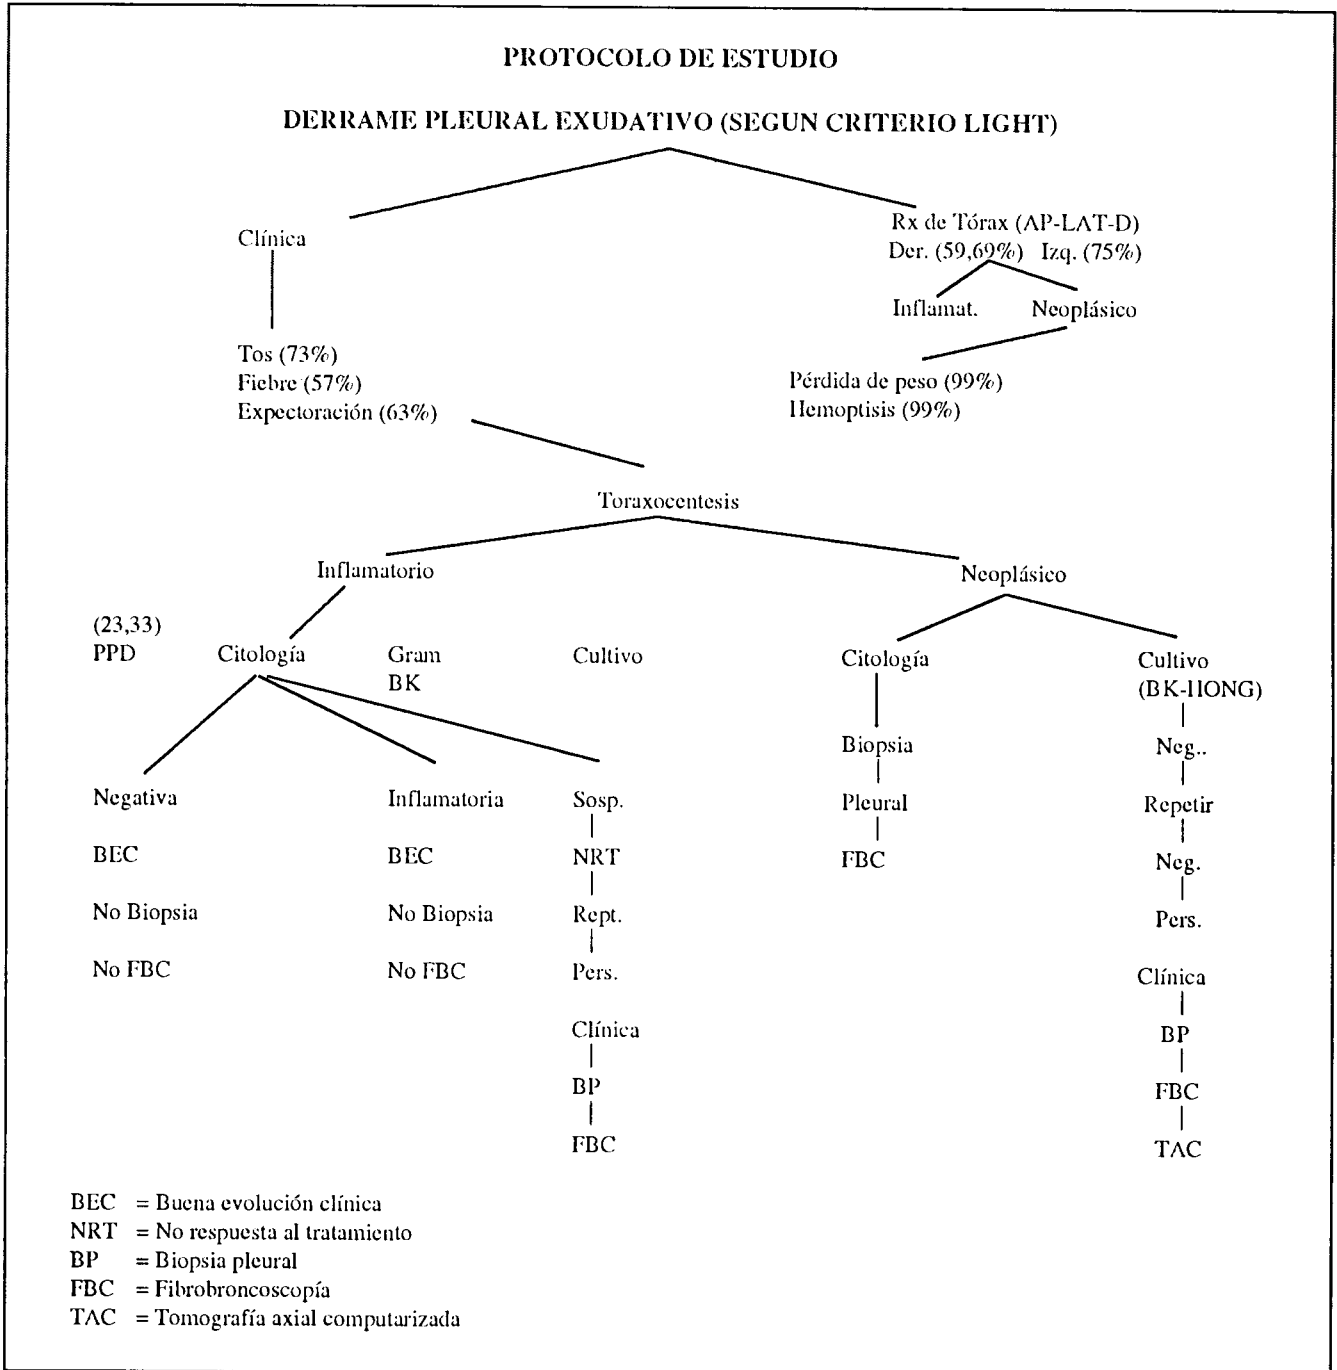 PROTOCOLO DE ESTUDIO
DERRAME PLEURAL EXUDATIVO (SEGUN CRITERIO LIGHT)
Clínica
Rx de Tórax (AP-LAT-D)
Der. (59,69%) Izq. (75%)
Inflamat. Neoplásico
Tos (73%)
Fiebre (57%)
Expectoración (63%)
Pérdida de peso (99%)
Hemoptisis (99%)
Toraxocentesis
Inflamatorio
Neoplásico
(23,33)
PPD Citología Gram Cultivo
BK
Citología Cultivo
(BK-HONG)
Negativa Inflamatoria Sosp.
BEC BEC NRT
No Biopsia No Biopsia Rept.
No FBC No FBC Pers.
Clínica
BP
FBC
Biopsia
Pleural
FBC
Neg..
Repetir
Neg.
Pers.
Clínica
BP
FBC
TAC
BEC = Buena evolución clínica
NRT = No respuesta al tratamiento
BP = Biopsia pleural
FBC = Fibrobroncoscopía
TAC = Tomografía axial computarizada